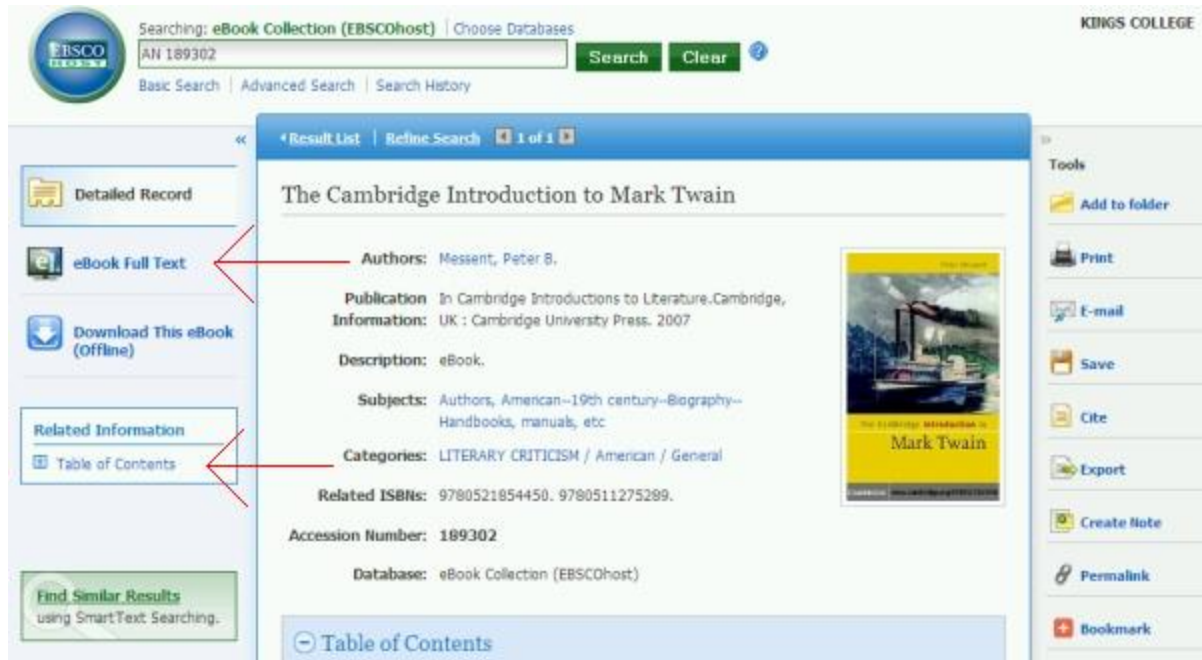 EBSCO
HOST
Searching: eBook Collection (EBSCOhost) | Choose Databases
KINGS COLLEGE
AN 189302
Search
Clear
?
Basic Search | Advanced Search | Search History
«
Result List | Refine Search 1 of 1
»
Detailed Record
eBook Full Text
Download This eBook
(Offline)
Related Information
Table of Contents
Find Similar Results
using SmartText Searching.
The Cambridge Introduction to Mark Twain
Authors: Messent, Peter B.
Publication In Cambridge Introductions to Literature.Cambridge,
Information: UK : Cambridge University Press. 2007
Description: eBook.
Subjects: Authors, American--19th century--Biography--
Handbooks, manuals, etc
Categories: LITERARY CRITICISM / American / General
Related ISBNs: 9780521854450. 9780511275289.
Accession Number: 189302
Database: eBook Collection (EBSCOhost)
Table of Contents
The Cambridge Introduction to
Mark Twain
Tools
Add to folder
Print
E-mail
Save
Cite
Export
Create Note
Permalink
Bookmark